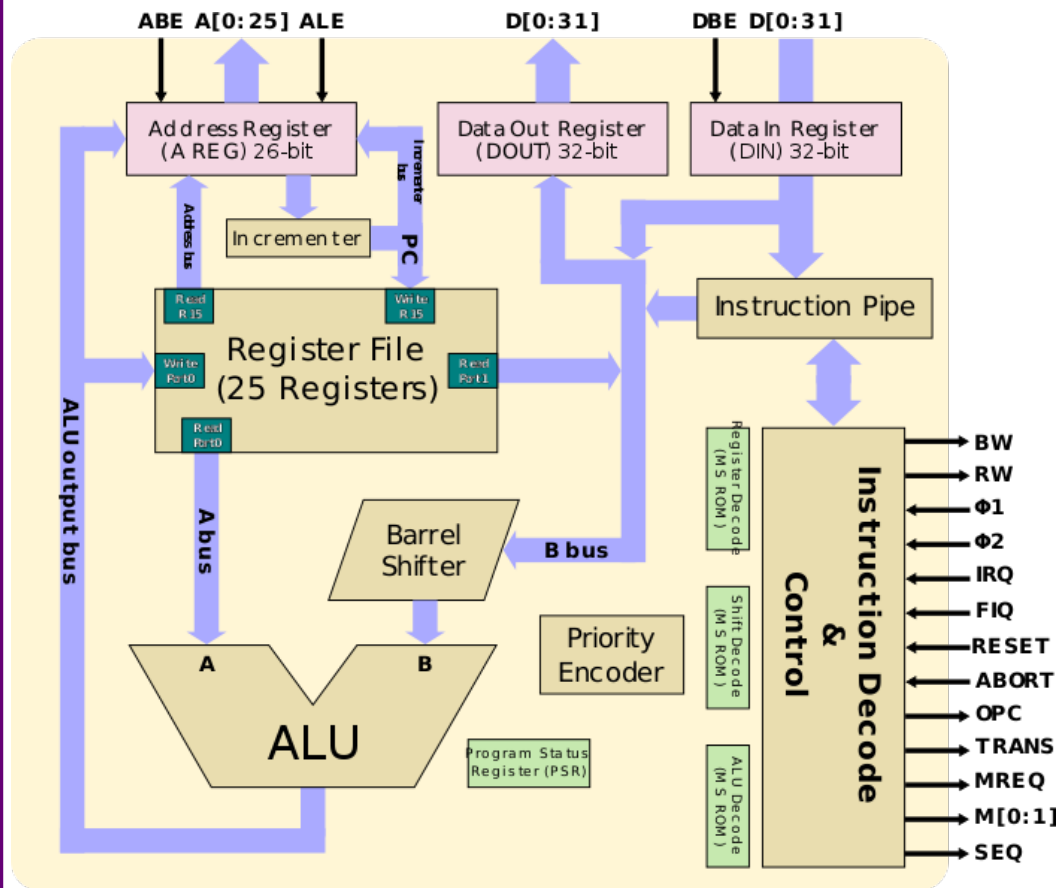 ABE A[0:25] ALE
D[0:31]
DBE D[0:31]
Address Register
(A REG) 26-bit
Data Out Register
(DOUT) 32-bit
Data In Register
(DIN) 32-bit
Incrementer
bus
Address bus
Incrementer
PC
Read
R15
Write
R15
Instruction Pipe
Register File
(25 Registers)
Write
Port0
Read
Port1
Read
Port0
ALU output bus
A bus
Barrel
Shifter
B bus
Register Decode
(MS ROM)
Shift Decode
(MS ROM)
ALU Decode
(MS ROM)
Instruction Decode
&
Control
Priority
Encoder
A
B
ALU
Program Status
Register (PSR)
BW
RW
Φ1
Φ2
IRQ
FIQ
RESET
ABORT
OPC
TRANS
MREQ
M[0:1]
SEQ